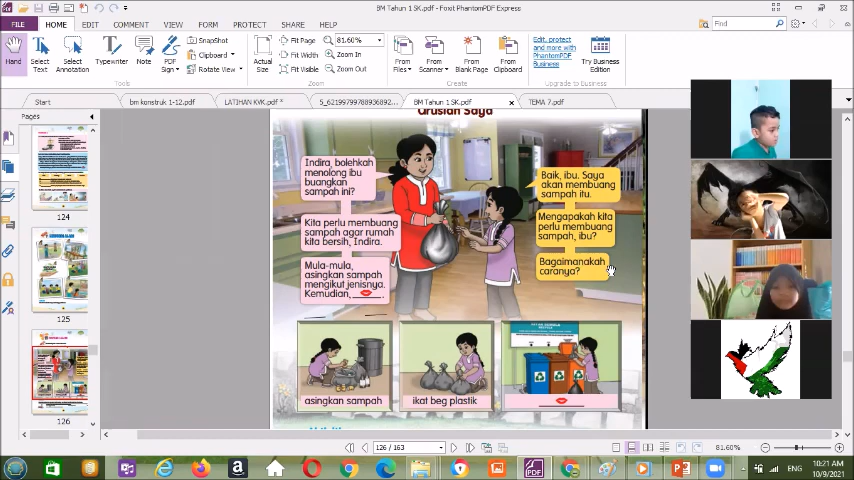 BM Tahun 1 SK.pdf - Foxit PhantomPDF Express
FILE HOME EDIT COMMENT VIEW FORM PROTECT SHARE HELP
Find
Hand
Select Text
Select Annotation
Typewriter
Note
PDF Sign
SnapShot
Clipboard
Rotate View
Tools
Actual Size
Fit Page
Fit Width
Fit Visible
81.60%
Zoom In
Zoom Out
View
From Files
From Scanner
From Blank Page
From Clipboard
Create
Edit, protect
and more with
PhantomPDF
Business
Try Business Edition
Upgrade to Business
Start bm konstruk 1-12.pdf LATIHAN KVK.pdf * 5_62199799788936892... BM Tahun 1 SK.pdf TEMA 7.pdf
Pages
124
125
126
Urusian Saya
Indira, bolehkah
menolong ibu
buangkan
sampah ini?
Baik, ibu. Saya
akan membuang
sampah itu.
Kita perlu membuang
sampah agar rumah
kita bersih, Indira.
Mengapakah kita
perlu membuang
sampah, ibu?
Mula-mula,
asingkan sampah
mengikut jenisnya.
Kemudian, ____.
Bagaimanakah
caranya?
asingkan sampah
ikat beg plastik
126 / 163
81.60%
ENG
10:21 AM
10/9/2021